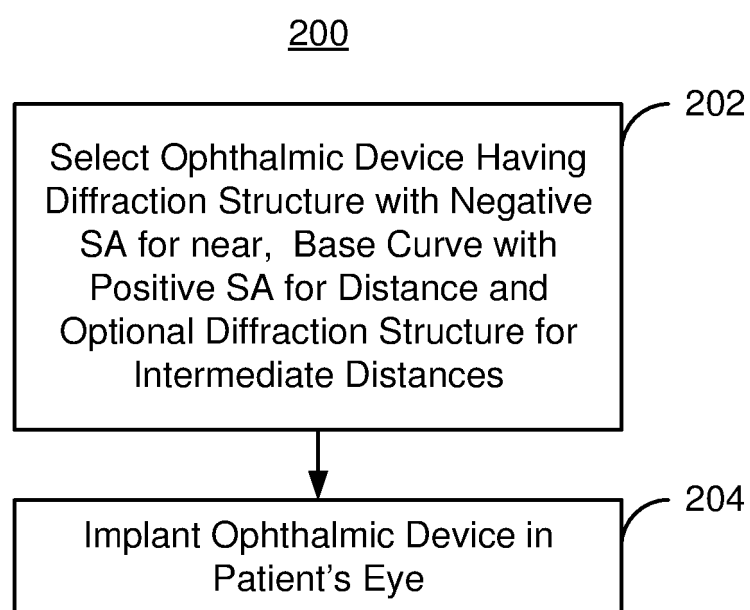 200
202
Select Ophthalmic Device Having
Diffraction Structure with Negative
SA for near, Base Curve with
Positive SA for Distance and
Optional Diffraction Structure for
Intermediate Distances
204
Implant Ophthalmic Device in
Patient's Eye